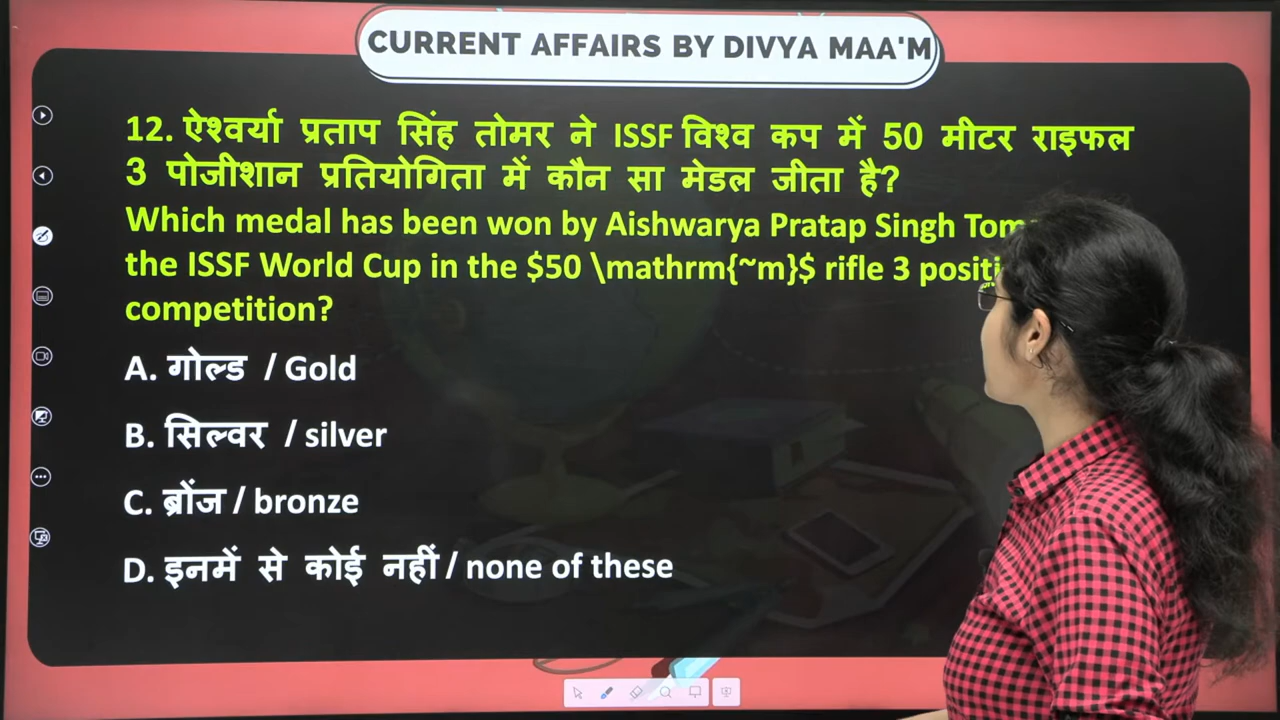 CURRENT AFFAIRS BY DIVYA MAA'M
12. ऐश्वर्या प्रताप सिंह तोमर ने ISSF विश्व कप में 50 मीटर राइफल
3 पोजीशान प्रतियोगिता में कौन सा मेडल जीता है?
Which medal has been won by Aishwarya Pratap Singh
the ISSF World Cup in the $50 \mathrm{~m}$ rifle 3
competition?
A. गोल्ड / Gold
B. सिल्वर / silver
C. ब्रोंज / bronze
D. इनमें से कोई नहीं / none of these